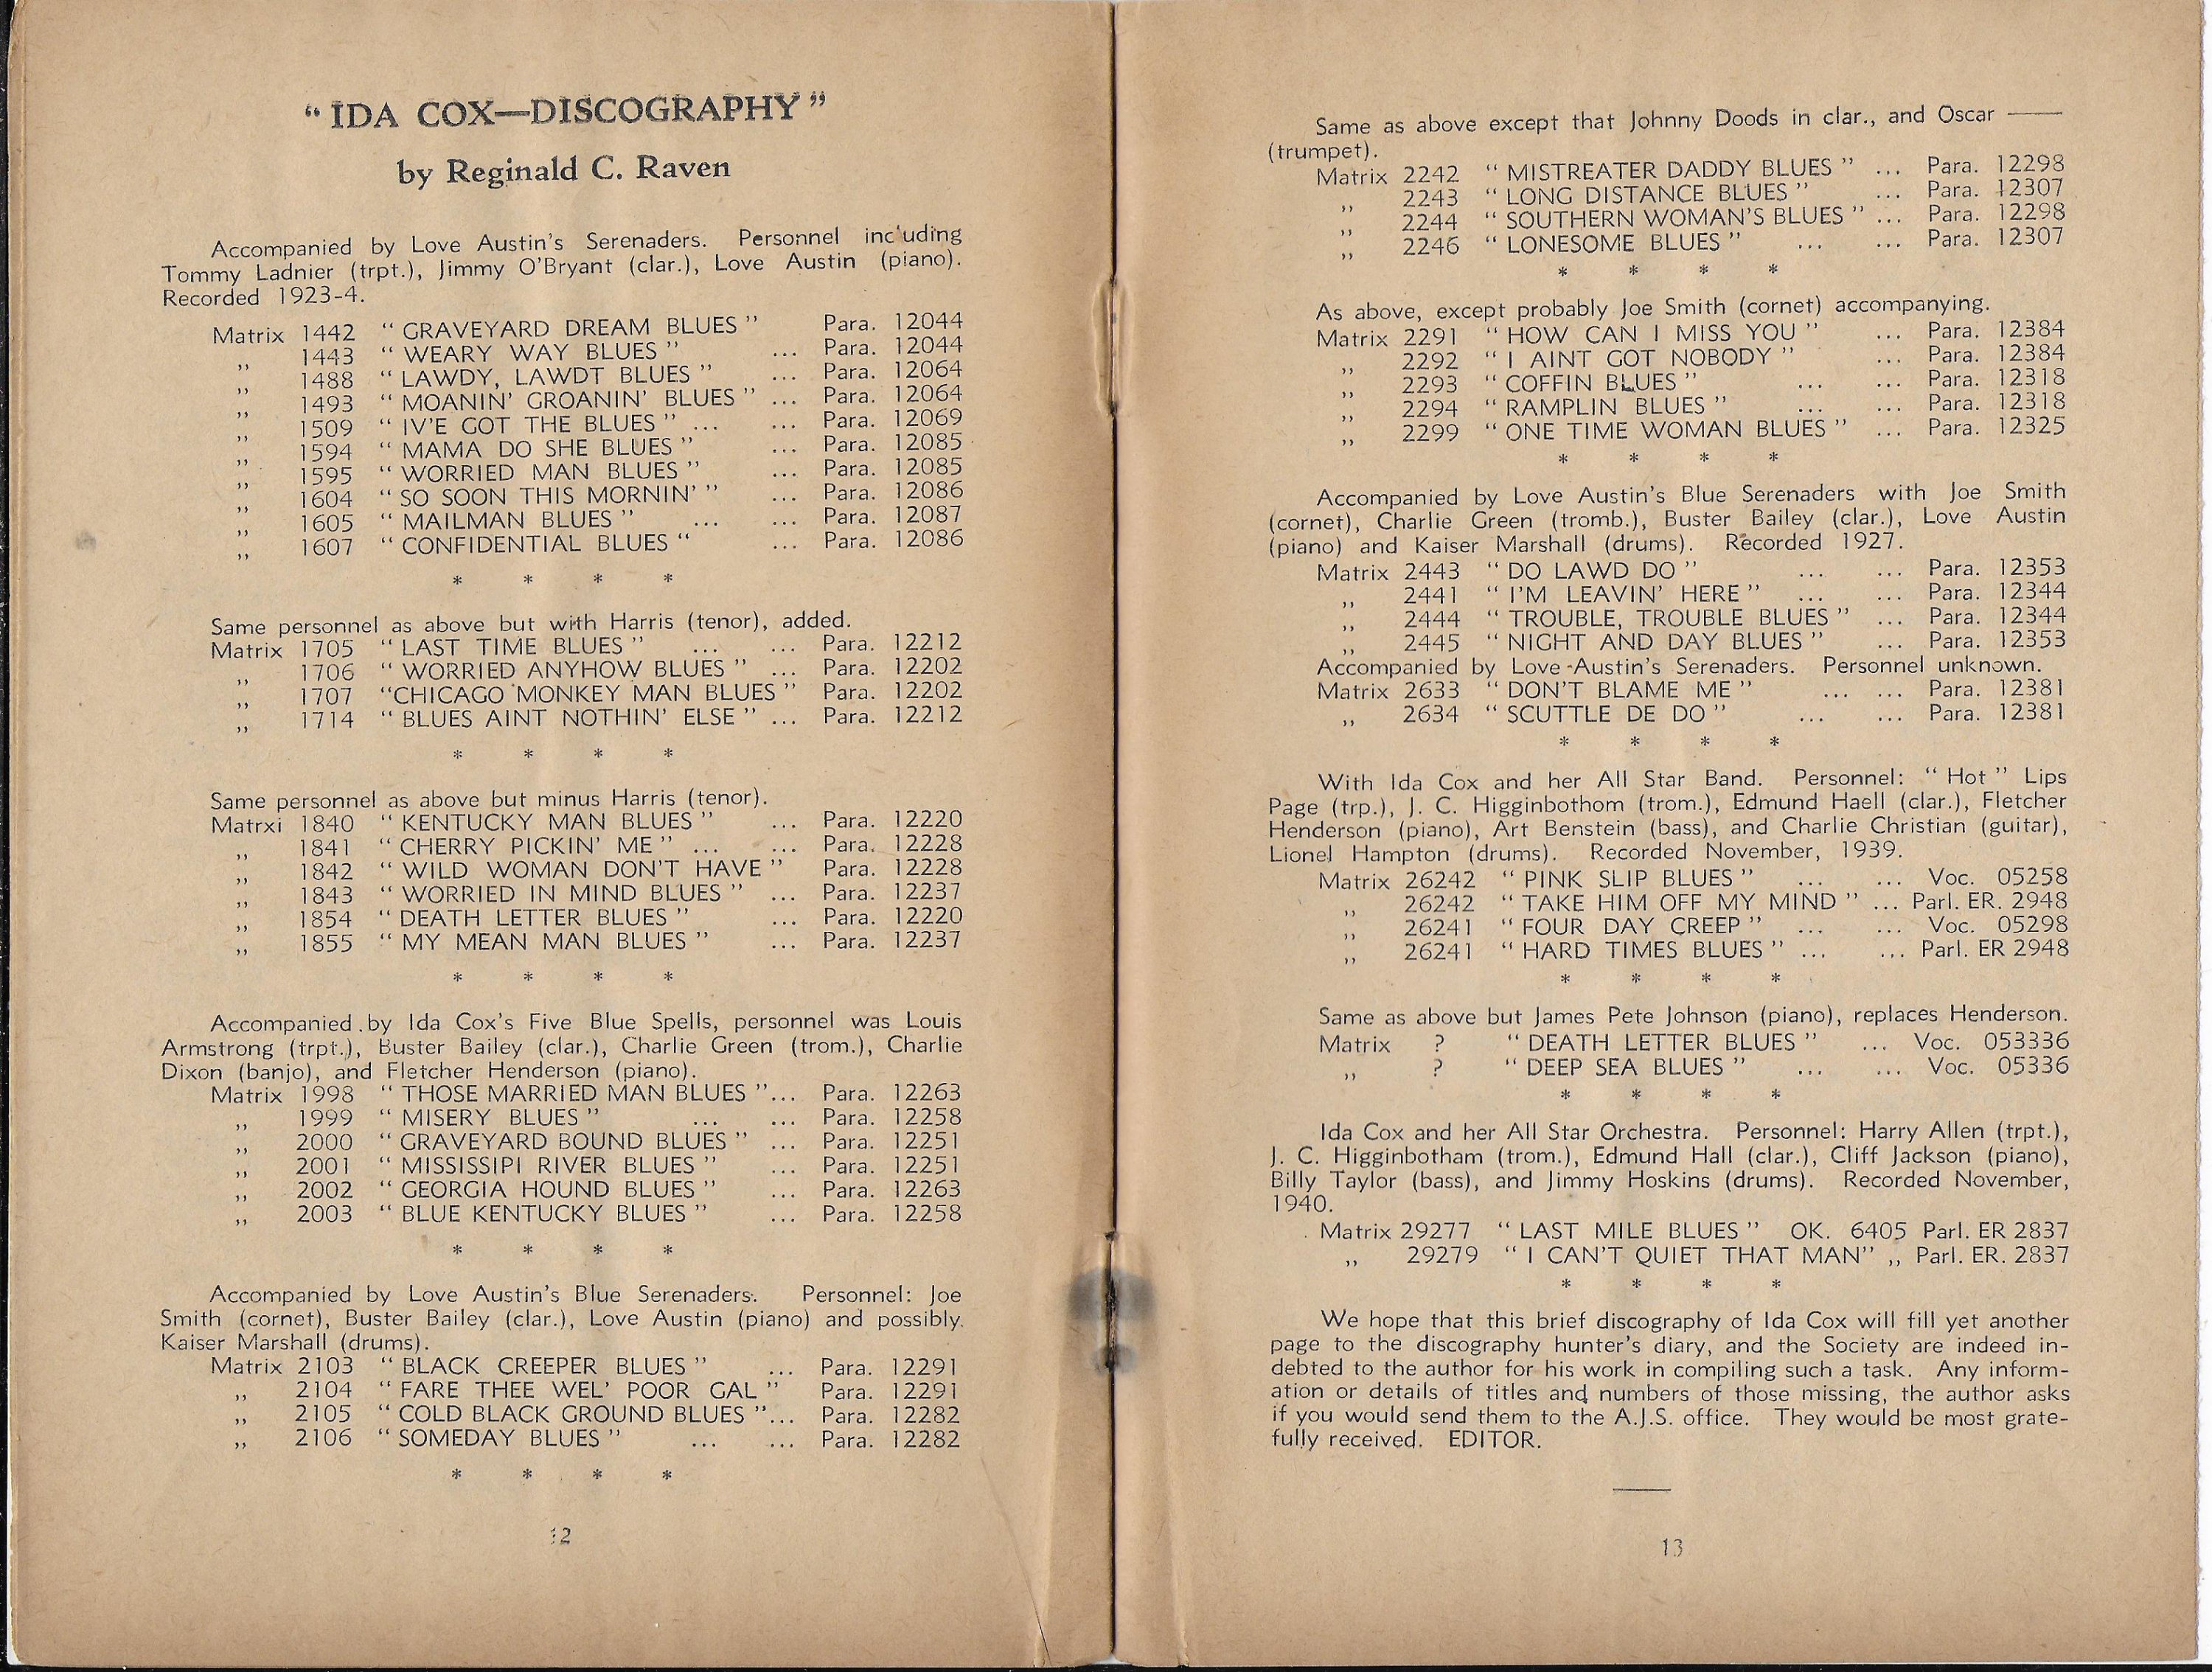 “ IDA COX—DISCOGRAPHY ”
by Reginald C. Raven
Accompanied by Love Austin’s Serenaders. Personnel inc'uding
Tommy Ladnier (trpt.), Jimmy O’Bryant (clar.), Love Austin (piano).
Recorded 1923-4.
Matrix 1442 “ GRAVEYARD DREAM BLUES ” Para. 12044
,, 1443 “ WEARY WAY BLUES ” ... Para. 12044
,, 1488 “ LAWDY, LAWDT BLUES ” ... Para. 12064
,, 1493 “ MOANIN’ GROANIN’ BLUES ” ... Para. 12064
,, 1509 “ IV’E GOT THE BLUES ” ... ... Para. 12069
,, 1594 “ MAMA DO SHE BLUES ” ... Para. 12085
,, 1595 “ WORRIED MAN BLUES ” ... Para. 12085
,, 1604 “ SO SOON THIS MORNIN’ ” ... Para. 12086
,, 1605 “ MAILMAN BLUES ” ... ... Para. 12087
,, 1607 “ CONFIDENTIAL BLUES “ ... Para. 12086
* * * *
Same personnel as above but with Harris (tenor), added.
Matrix 1705 “ LAST TIME BLUES ” ... ... Para. 12212
,, 1706 “ WORRIED ANYHOW BLUES ” ... Para. 12202
,, 1707 “CHICAGO MONKEY MAN BLUES ” Para. 12202
,, 1714 “ BLUES AINT NOTHIN’ ELSE ” ... Para. 12212
* * * *
Same personnel as above but minus Harris (tenor).
Matrxi 1840 “ KENTUCKY MAN BLUES ” ... Para. 12220
,, 1841 “ CHERRY PICKIN’ ME ” ... ... Para. 12228
,, 1842 “ WILD WOMAN DON’T HAVE ” Para. 12228
,, 1843 “ WORRIED IN MIND BLUES ” ... Para. 12237
,, 1854 “ DEATH LETTER BLUES ” ... Para. 12220
,, 1855 “ MY MEAN MAN BLUES ” ... Para. 12237
* * * *
Accompanied by Ida Cox’s Five Blue Spells, personnel was Louis
Armstrong (trpt.), Buster Bailey (clar.), Charlie Green (trom.), Charlie
Dixon (banjo), and Fletcher Henderson (piano).
Matrix 1998 “ THOSE MARRIED MAN BLUES ”... Para. 12263
,, 1999 “ MISERY BLUES ” ... ... Para. 12258
,, 2000 “ GRAVEYARD BOUND BLUES ” ... Para. 12251
,, 2001 “ MISSISSIPI RIVER BLUES ” ... Para. 12251
,, 2002 “ GEORGIA HOUND BLUES ” ... Para. 12263
,, 2003 “ BLUE KENTUCKY BLUES ” ... Para. 12258
* * * *
Accompanied by Love Austin’s Blue Serenaders. Personnel: Joe
Smith (cornet), Buster Bailey (clar.), Love Austin (piano) and possibly
Kaiser Marshall (drums).
Matrix 2103 “ BLACK CREEPER BLUES ” ... Para. 12291
,, 2104 “ FARE THEE WEL’ POOR GAL ” Para. 12291
,, 2105 “ COLD BLACK GROUND BLUES ”... Para. 12282
,, 2106 “ SOMEDAY BLUES ” ... ... Para. 12282
* * * *
12
Same as above except that Johnny Doods in clar., and Oscar ——
(trumpet).
Matrix 2242 “ MISTREATER DADDY BLUES ” ... Para. 12298
,, 2243 “ LONG DISTANCE BLUES ” ... Para. 12307
,, 2244 “ SOUTHERN WOMAN’S BLUES ” ... Para. 12298
,, 2246 “ LONESOME BLUES ” ... ... Para. 12307
* * * *
As above, except probably Joe Smith (cornet) accompanying.
Matrix 2291 “ HOW CAN I MISS YOU ” ... Para. 12384
,, 2292 “ I AINT GOT NOBODY ” ... Para. 12384
,, 2293 “ COFFIN BLUES ” ... ... Para. 12318
,, 2294 “ RAMPLIN BLUES ” ... ... Para. 12318
,, 2299 “ ONE TIME WOMAN BLUES ” ... Para. 12325
* * * *
Accompanied by Love Austin’s Blue Serenaders with Joe Smith
(cornet), Charlie Green (tromb.), Buster Bailey (clar.), Love Austin
(piano) and Kaiser Marshall (drums). Recorded 1927.
Matrix 2443 “ DO LAWD DO ” ... ... Para. 12353
,, 2441 “ I’M LEAVIN’ HERE ” ... ... Para. 12344
,, 2444 “ TROUBLE, TROUBLE BLUES ” ... Para. 12344
,, 2445 “ NIGHT AND DAY BLUES ” ... Para. 12353
Accompanied by Love Austin’s Serenaders. Personnel unknown.
Matrix 2633 “ DON’T BLAME ME ” ... ... Para. 12381
,, 2634 “ SCUTTLE DE DO ” ... ... Para. 12381
* * * *
With Ida Cox and her All Star Band. Personnel: “ Hot ” Lips
Page (trp.), J. C. Higginbothom (trom.), Edmund Haell (clar.), Fletcher
Henderson (piano), Art Benstein (bass), and Charlie Christian (guitar),
Lionel Hampton (drums). Recorded November, 1939.
Matrix 26242 “ PINK SLIP BLUES ” ... ... Voc. 05258
,, 26242 “ TAKE HIM OFF MY MIND ” ... Parl. ER. 2948
,, 26241 “ FOUR DAY CREEP ” ... ... Voc. 05298
,, 26241 “ HARD TIMES BLUES ” ... ... Parl. ER 2948
* * * *
Same as above but James Pete Johnson (piano), replaces Henderson.
Matrix ? “ DEATH LETTER BLUES ” ... Voc. 053336
,, ? “ DEEP SEA BLUES ” ... ... Voc. 05336
* * * *
Ida Cox and her All Star Orchestra. Personnel: Harry Allen (trpt.),
J. C. Higginbotham (trom.), Edmund Hall (clar.), Cliff Jackson (piano),
Billy Taylor (bass), and Jimmy Hoskins (drums). Recorded November,
1940.
Matrix 29277 “ LAST MILE BLUES ” OK. 6405 Parl. ER 2837
,, 29279 “ I CAN’T QUIET THAT MAN” ,, Parl. ER. 2837
* * * *
We hope that this brief discography of Ida Cox will fill yet another
page to the discography hunter’s diary, and the Society are indeed in-
debted to the author for his work in compiling such a task. Any inform-
ation or details of titles and numbers of those missing, the author asks
if you would send them to the A.J.S. office. They would be most grate-
fully received. EDITOR.
13